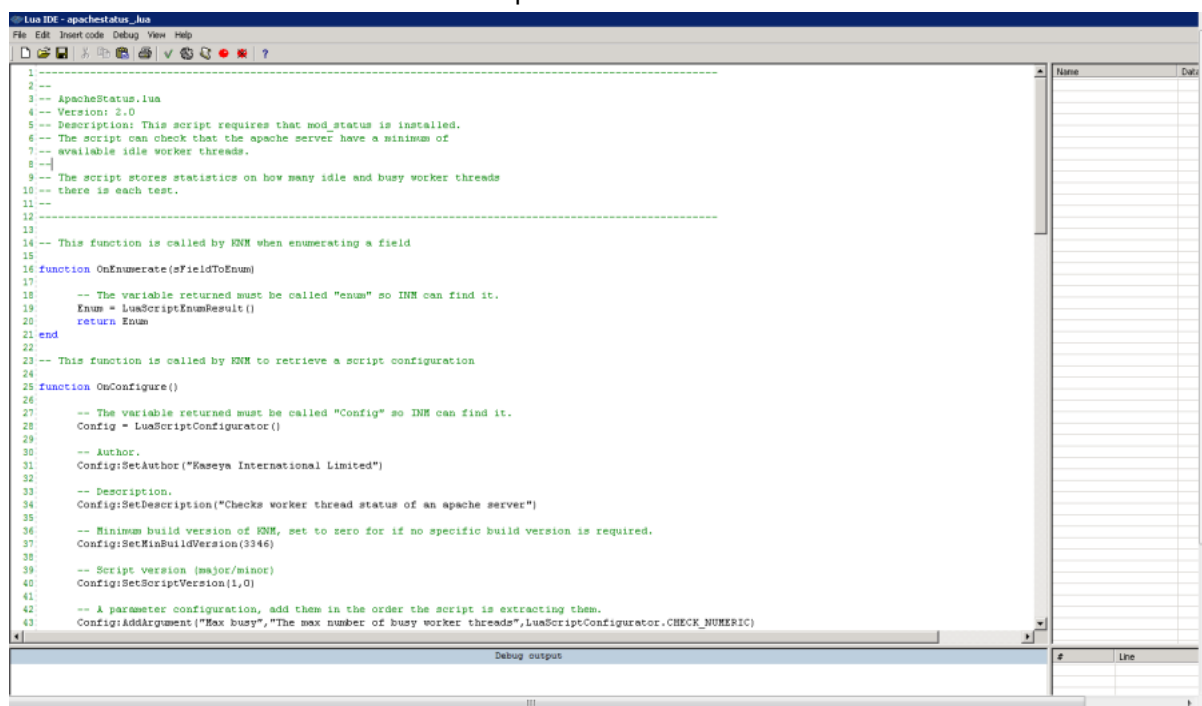 Lua IDE - apachestatus_.lua
File Edit Insert code Debug View Help
Name Data
1 ----------------------------------------------------------------------------------------------------------
2 --
3 -- ApacheStatus.lua
4 -- Version: 2.0
5 -- Description: This script requires that mod_status is installed.
6 -- The script can check that the apache server have a minimum of
7 -- available idle worker threads.
8 --
9 -- The script stores statistics on how many idle and busy worker threads
10 -- there is each test.
11 --
12 ----------------------------------------------------------------------------------------------------------
13
14 -- This function is called by KNM when enumerating a field
15
16 function OnEnumerate(sFieldToEnum)
17
18 -- The variable returned must be called "enum" so INM can find it.
19 Enum = LuaScriptEnumResult()
20 return Enum
21 end
22
23 -- This function is called by KNM to retrieve a script configuration
24
25 function OnConfigure()
26
27 -- The variable returned must be called "Config" so INM can find it.
28 Config = LuaScriptConfigurator()
29
30 -- Author.
31 Config:SetAuthor("Kaseya International Limited")
32
33 -- Description.
34 Config:SetDescription("Checks worker thread status of an apache server")
35
36 -- Minimum build version of KNM, set to zero for if no specific build version is required.
37 Config:SetMinBuildVersion(3346)
38
39 -- Script version (major/minor)
40 Config:SetScriptVersion(1,0)
41
42 -- A parameter configuration, add them in the order the script is extracting them.
43 Config:AddArgument("Max busy","The max number of busy worker threads",LuaScriptConfigurator.CHECK_NUMERIC)
Debug output
# Line